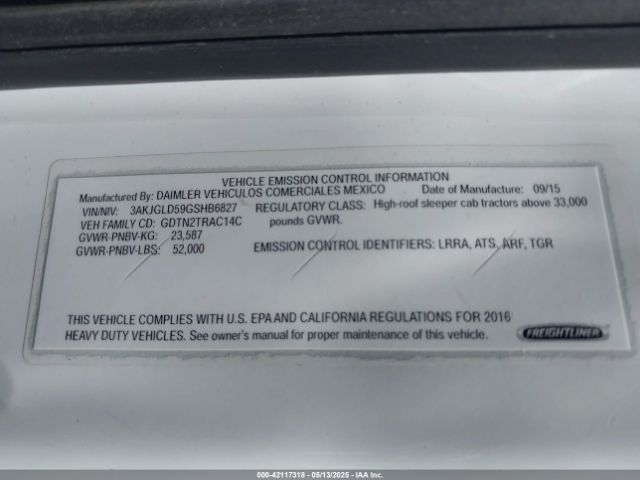 VEHICLE EMISSION CONTROL INFORMATION
Manufactured By: DAIMLER VEHICULOS COMERCIALES MEXICO Date of Manufacture: 09/15
VIN/NIV: 3AKJGLD59GSHB6827 REGULATORY CLASS: High-roof sleeper cab tractors above 33,000
VEH FAMILY CD: GDTN2TRAC14C pounds GVWR.
GVWR-PNBV-KG: 23,587
GVWR-PNBV-LBS: 52,000 EMISSION CONTROL IDENTIFIERS: LRRA, ATS, ARF, TGR
THIS VEHICLE COMPLIES WITH U.S. EPA AND CALIFORNIA REGULATIONS FOR 2016
HEAVY DUTY VEHICLES. See owner's manual for proper maintenance of this vehicle.
FREIGHTLINER
000-42117318 - 05/13/2025 - IAA Inc.